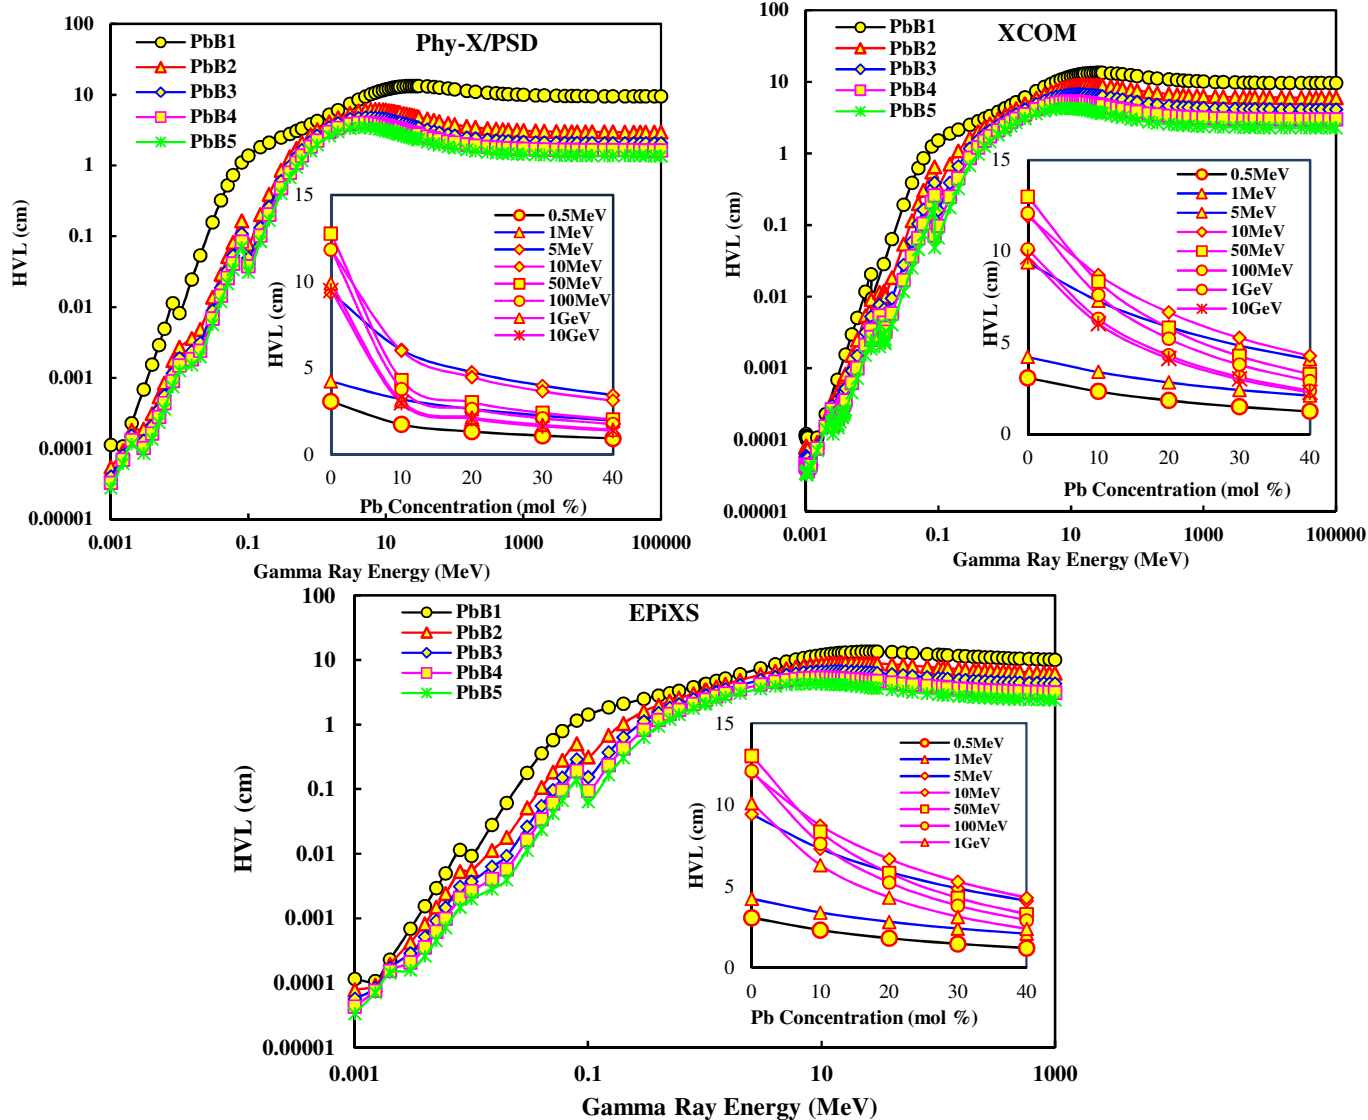 Phy-X/PSD
PbB1
PbB2
PbB3
PbB4
PbB5
100
10
1
0.1
0.01
0.001
0.0001
0.00001
HVL (cm)
0.001
0.1
10
1000
100000
Gamma Ray Energy (MeV)
15
10
5
0
HVL (cm)
0.5MeV
1MeV
5MeV
10MeV
50MeV
100MeV
1GeV
10GeV
0
10
20
30
40
Pb Concentration (mol %)
XCOM
PbB1
PbB2
PbB3
PbB4
PbB5
100
10
1
0.1
0.01
0.001
0.0001
0.00001
HVL (cm)
0.001
0.1
10
1000
100000
Gamma Ray Energy (MeV)
15
10
5
0
HVL (cm)
0.5MeV
1MeV
5MeV
10MeV
50MeV
100MeV
1GeV
10GeV
0
10
20
30
40
Pb Concentration (mol %)
EPiXS
PbB1
PbB2
PbB3
PbB4
PbB5
100
10
1
0.1
0.01
0.001
0.0001
0.00001
HVL (cm)
0.001
0.1
10
1000
Gamma Ray Energy (MeV)
15
10
5
0
HVL (cm)
0.5MeV
1MeV
5MeV
10MeV
50MeV
100MeV
1GeV
0
10
20
30
40
Pb Concentration (mol %)